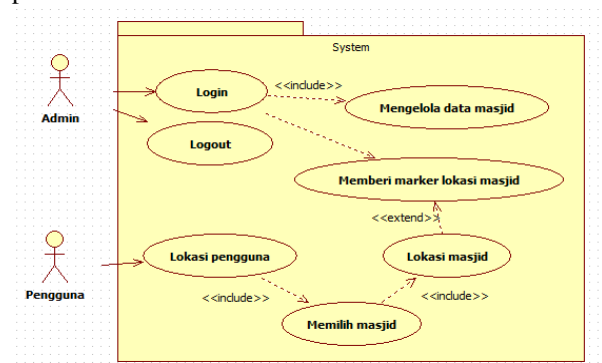 System
Login
<<include>>
Mengelola data masjid
Admin
Logout
Memberi marker lokasi masjid
<<extend>>
Lokasi pengguna
Lokasi masjid
Pengguna
<<include>>
<<include>>
Memilih masjid